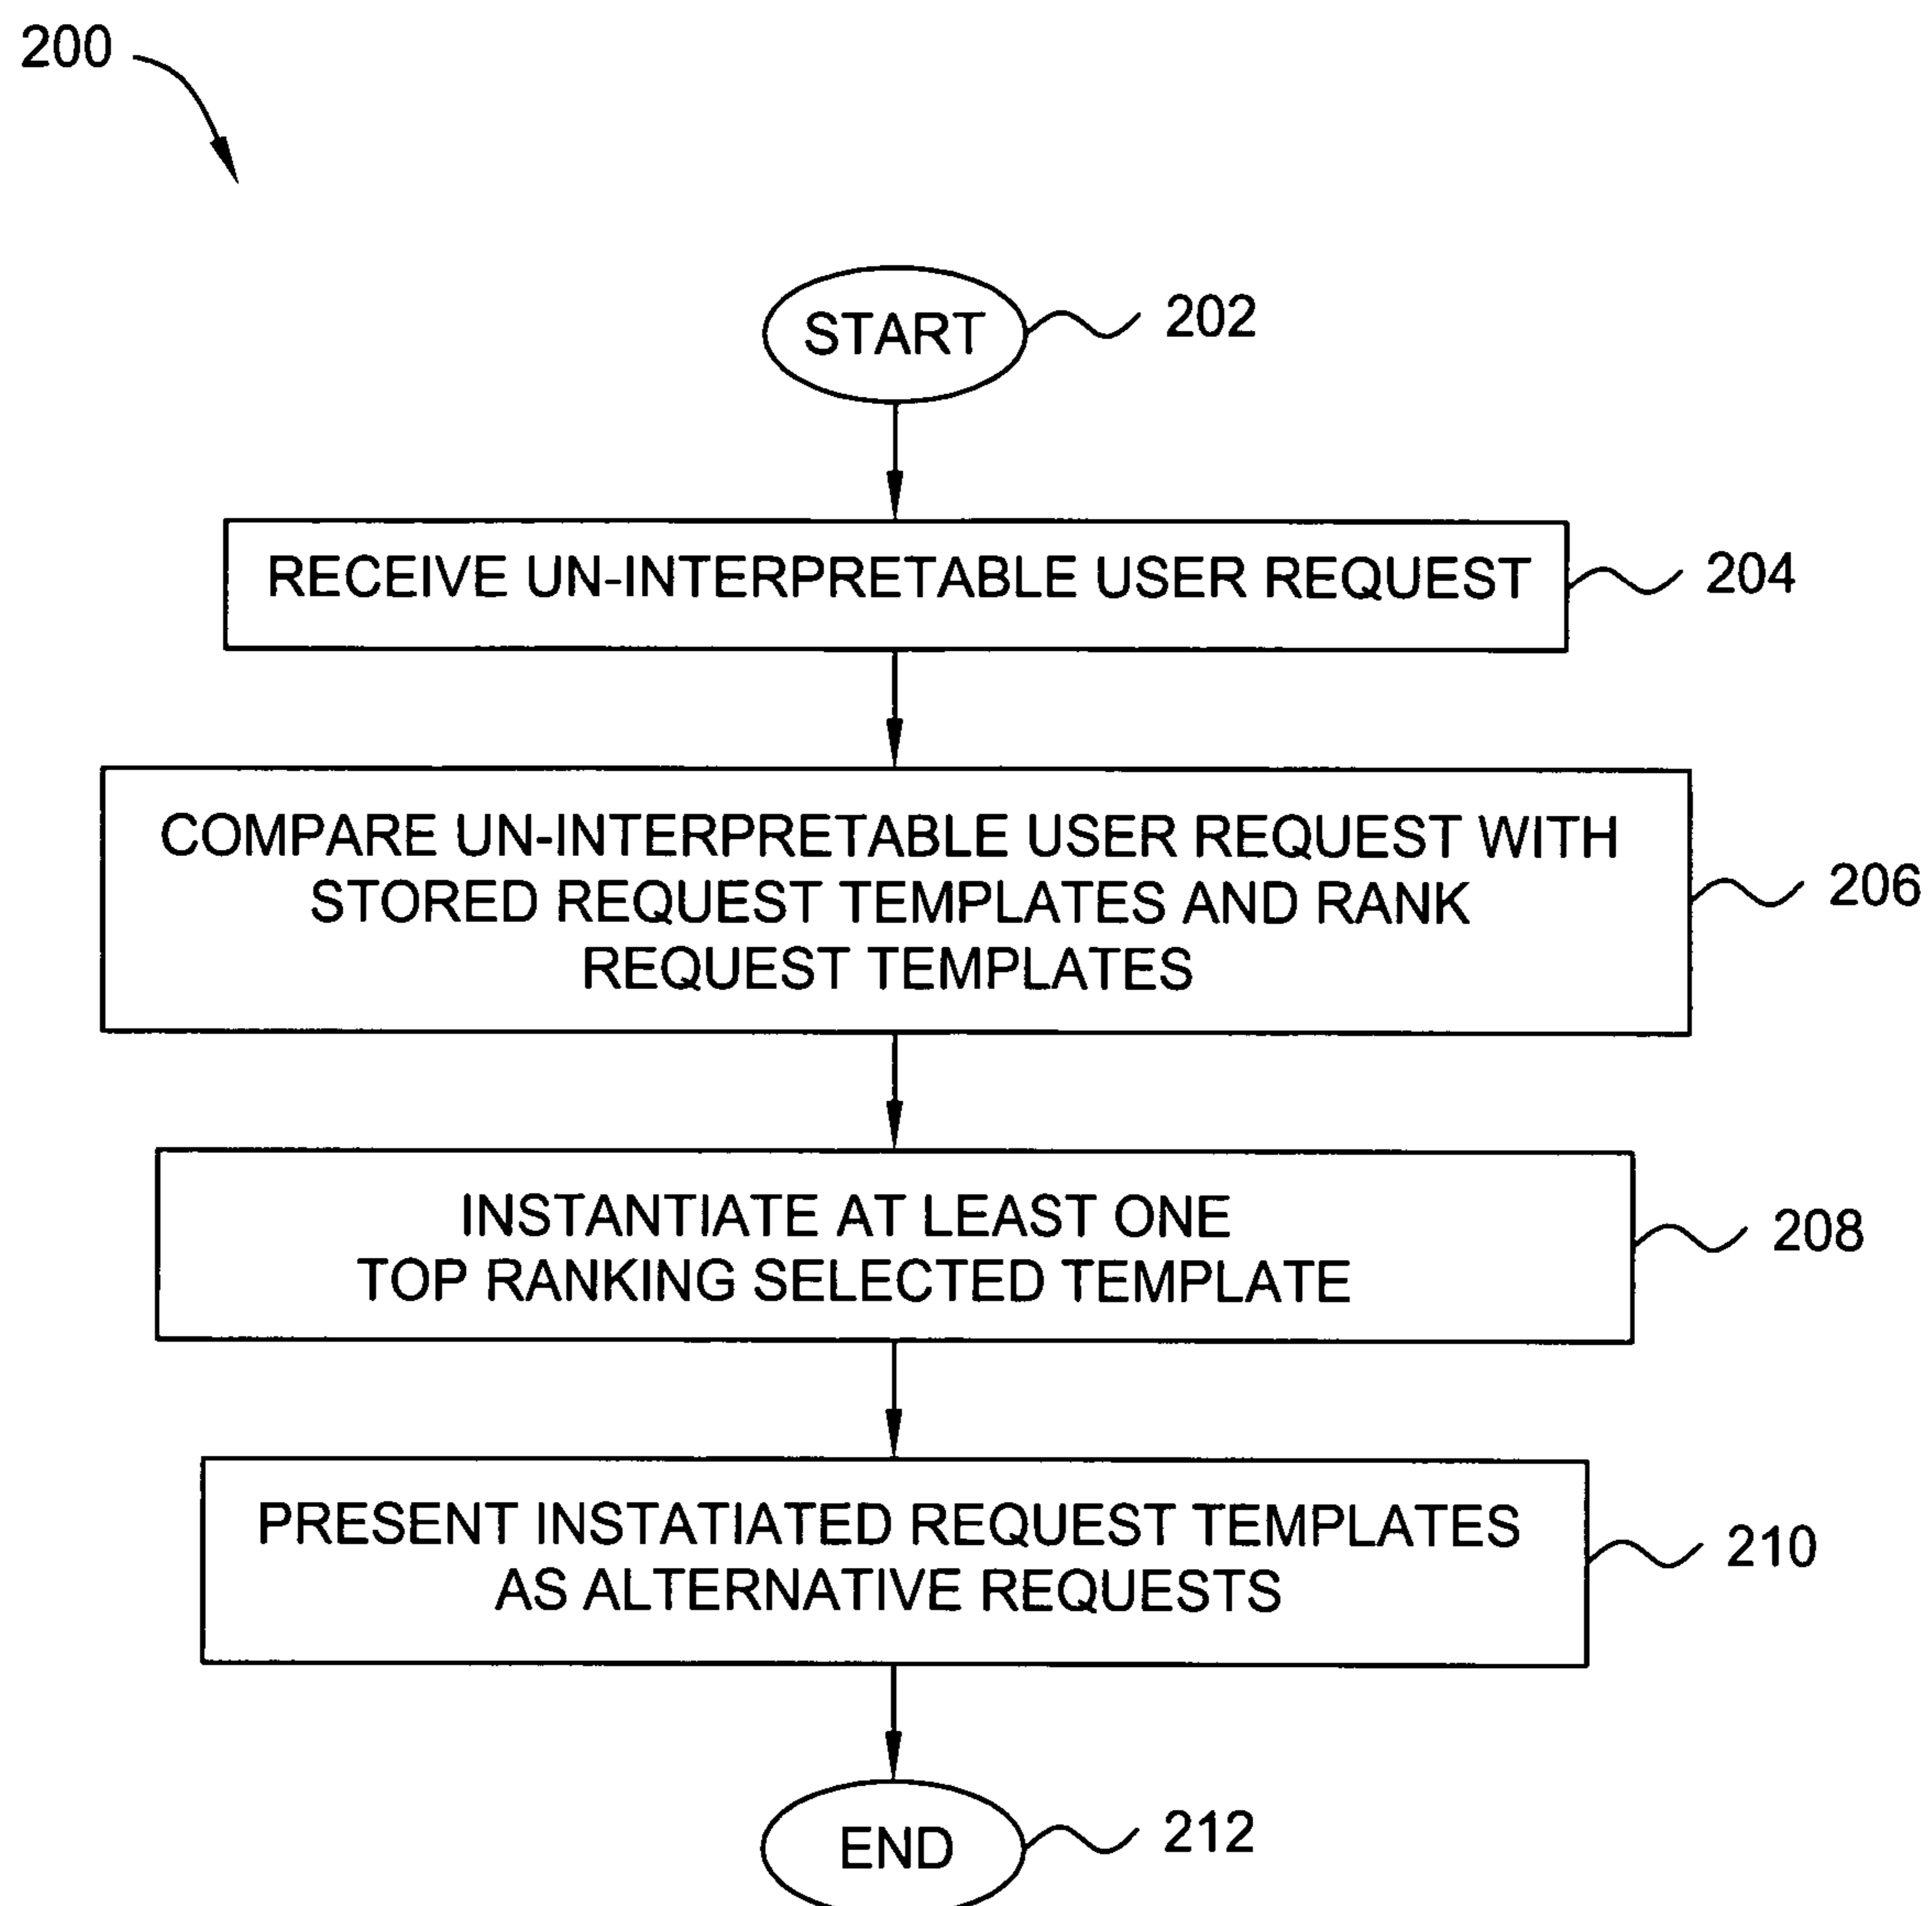 200
START
202
RECEIVE UN-INTERPRETABLE USER REQUEST
204
COMPARE UN-INTERPRETABLE USER REQUEST WITH
STORED REQUEST TEMPLATES AND RANK
REQUEST TEMPLATES
206
INSTANTIATE AT LEAST ONE
TOP RANKING SELECTED TEMPLATE
208
PRESENT INSTATIATED REQUEST TEMPLATES
AS ALTERNATIVE REQUESTS
210
END
212